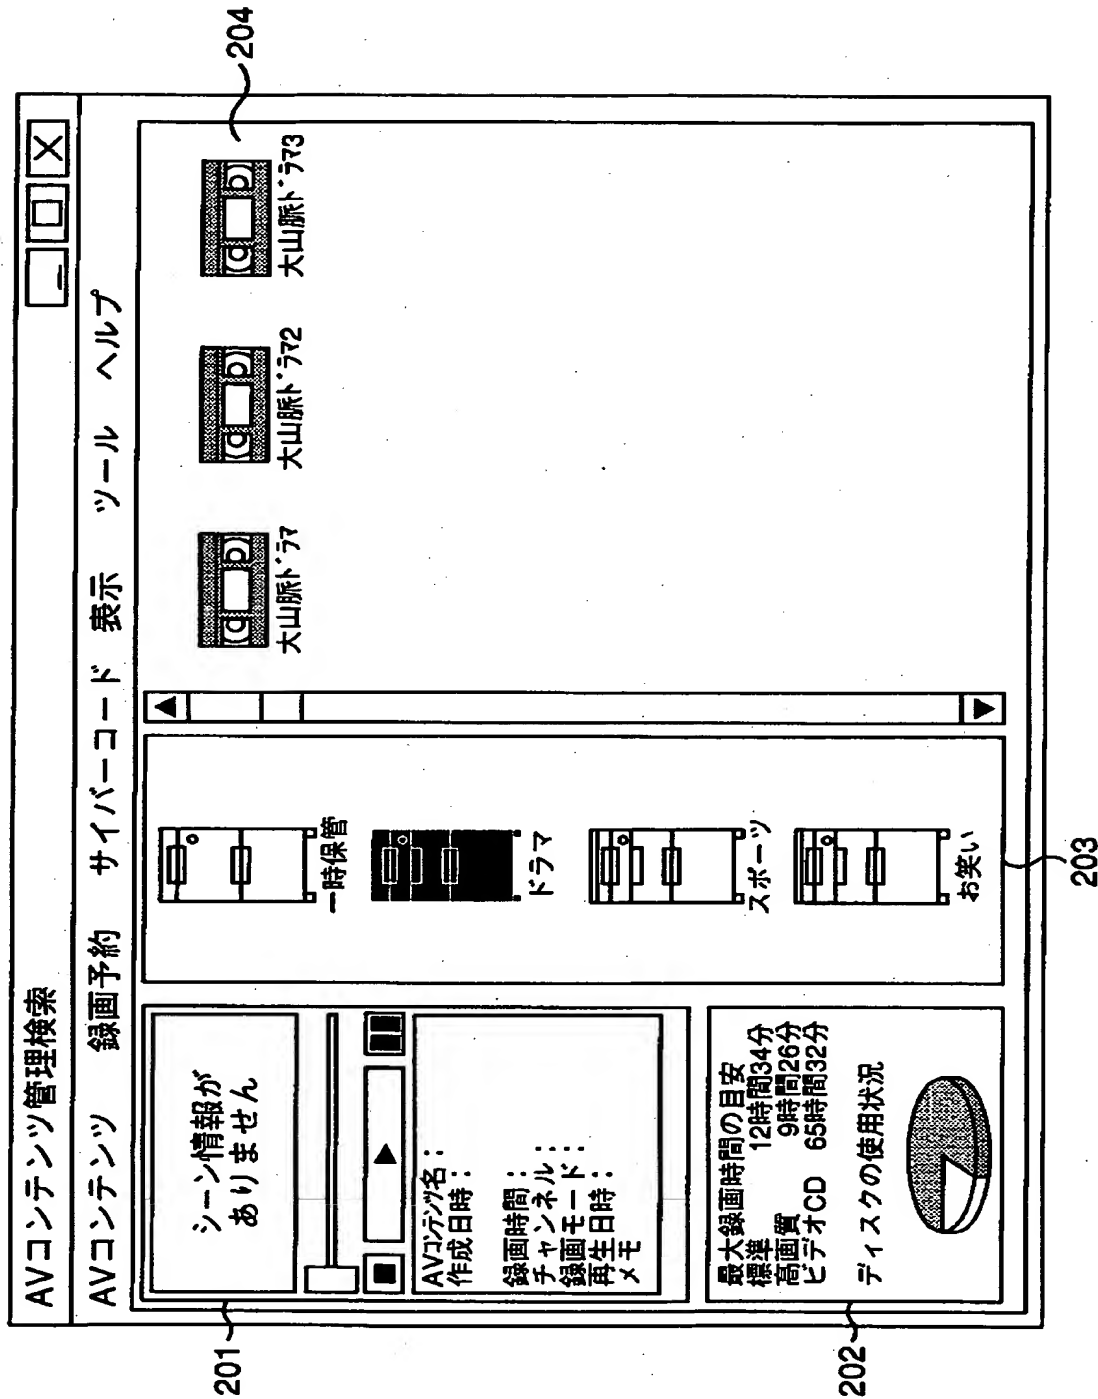 AVコンテンツ管理検索
AVコンテンツ 録画予約 サイバーコード 表示 ツール ヘルプ
シーン情報が
ありません
AVコンテンツ名:
作成日時:
録画時間:
チャンネル:
録画モード:
再生日時:
メモ
最大録画時間の目安
標準 12時間34分
高画質 9時間26分
ビデオCD 65時間32分
ディスクの使用状況
一時保管
ドラマ
スポーツ
お笑い
大山脈ドラマ
大山脈ドラマ2
大山脈ドラマ3
201
202
203
204